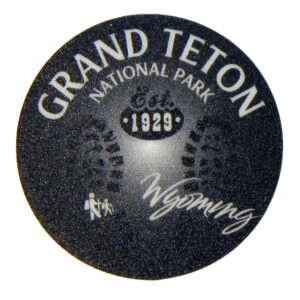 GRAND TETON
NATIONAL PARK
Est.
1929
Wyoming